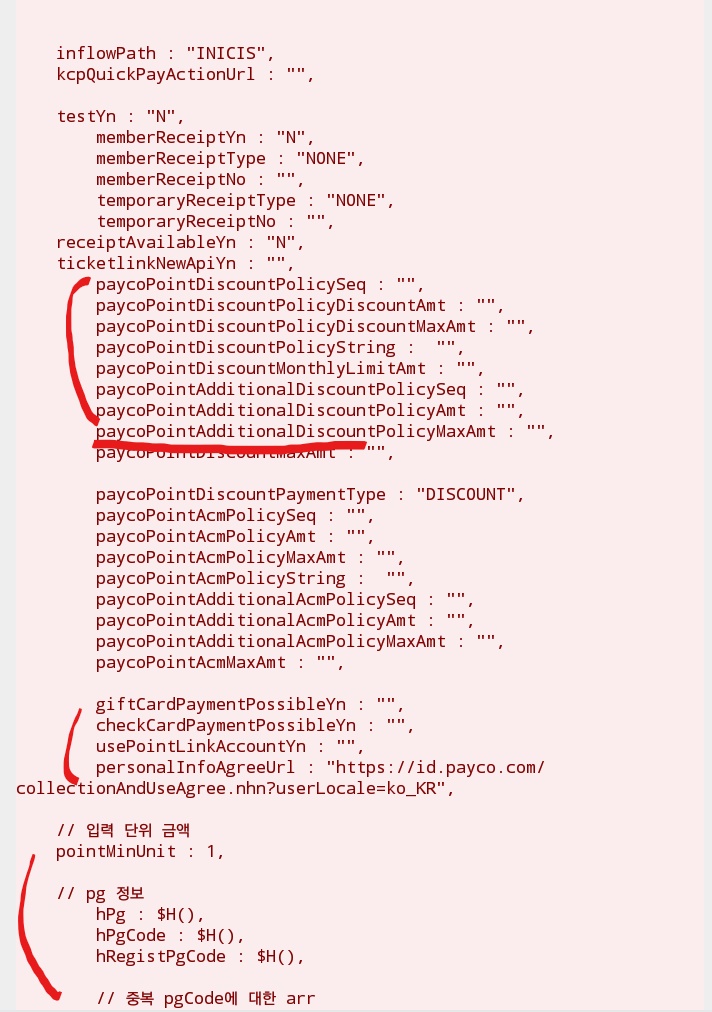 inflowPath : "INICIS",
kcpQuickPayActionUrl : "",
testYn : "N",
memberReceiptYn : "N",
memberReceiptType : "NONE",
memberReceiptNo : "",
temporaryReceiptType : "NONE",
temporaryReceiptNo : "",
receiptAvailableYn : "N",
ticketlinkNewApiYn : "",
paycoPointDiscountPolicySeq : "",
paycoPointDiscountPolicyDiscountAmt : "",
paycoPointDiscountPolicyDiscountMaxAmt : "",
paycoPointDiscountPolicyString :  "",
paycoPointDiscountMonthlyLimitAmt : "",
paycoPointAdditionalDiscountPolicySeq : "",
paycoPointAdditionalDiscountPolicyAmt : "",
paycoPointAdditionalDiscountPolicyMaxAmt : "",
paycoPointDiscountMaxAmt : "",
paycoPointDiscountPaymentType : "DISCOUNT",
paycoPointAcmPolicySeq : "",
paycoPointAcmPolicyAmt : "",
paycoPointAcmPolicyMaxAmt : "",
paycoPointAcmPolicyString :  "",
paycoPointAdditionalAcmPolicySeq : "",
paycoPointAdditionalAcmPolicyAmt : "",
paycoPointAdditionalAcmPolicyMaxAmt : "",
paycoPointAcmMaxAmt : "",
giftCardPaymentPossibleYn : "",
checkCardPaymentPossibleYn : "",
usePointLinkAccountYn : "",
personalInfoAgreeUrl : "https://id.payco.com/
collectionAndUseAgree.nhn?userLocale=ko_KR",
// 입력 단위 금액
pointMinUnit : 1,
// pg 정보
hPg : $H(),
hPgCode : $H(),
hRegistPgCode : $H(),
// 중복 pgCode에 대한 arr